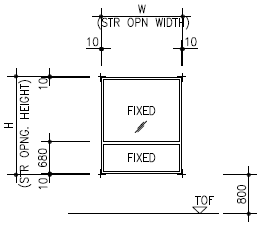 W
(STR OPN WIDTH)
10
10
10
H
(STR OPNG. HEIGHT)
FIXED
680
FIXED
10
TOF
800